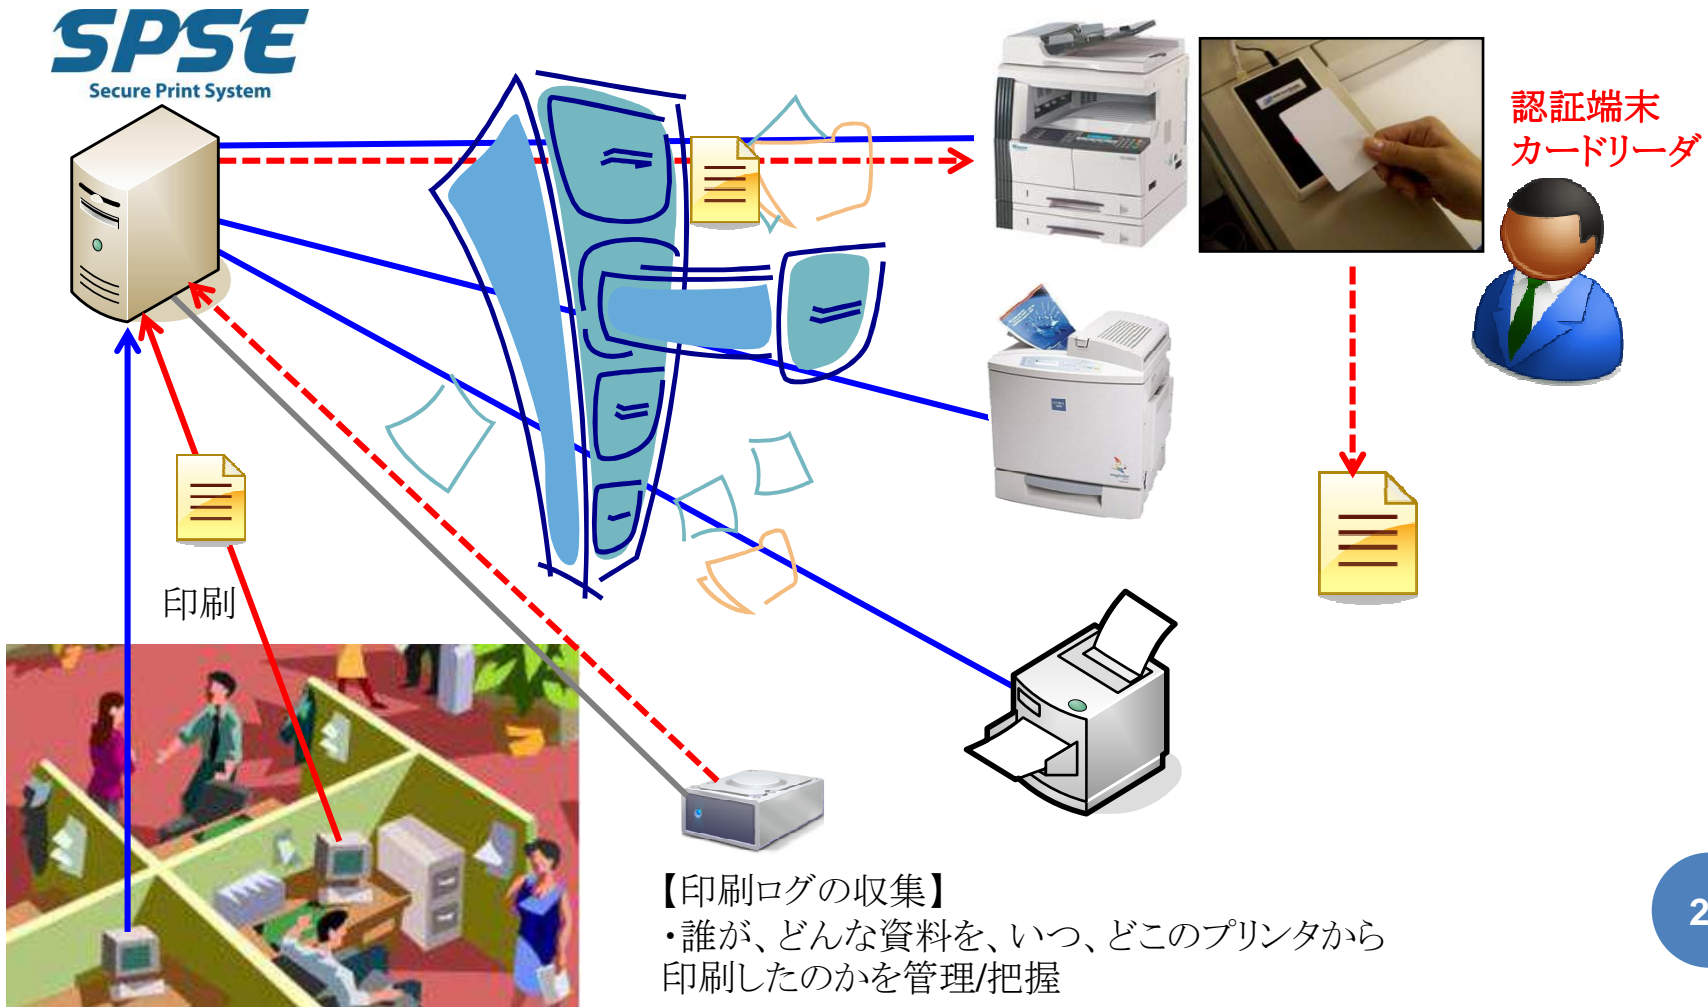 SPSE
Secure Print System
認証端末
カードリーダ
印刷
【印刷ログの収集】
・誰が、どんな資料を、いつ、どこのプリンタから
印刷したのかを管理/把握
2